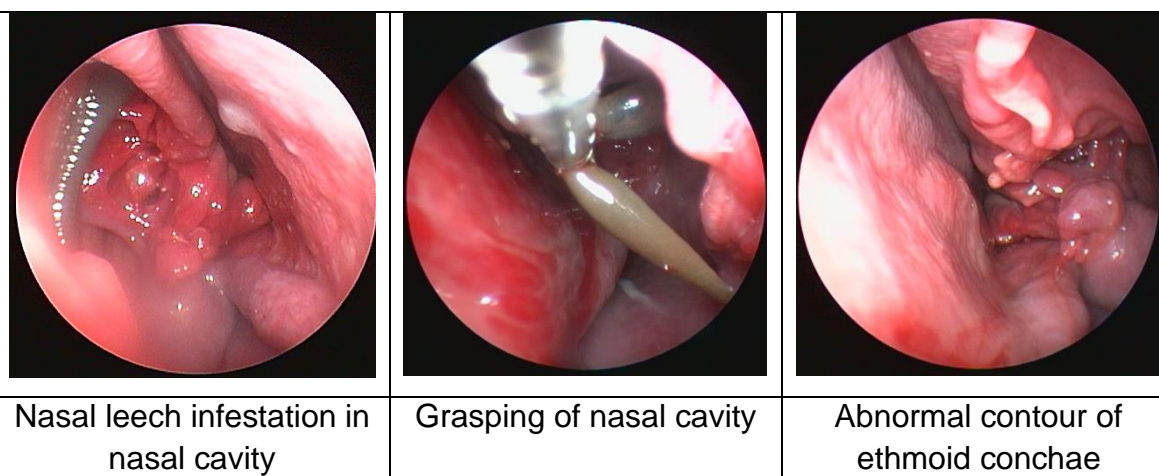 Nasal leech infestation in
nasal cavity
Grasping of nasal cavity
Abnormal contour of
ethmoid conchae